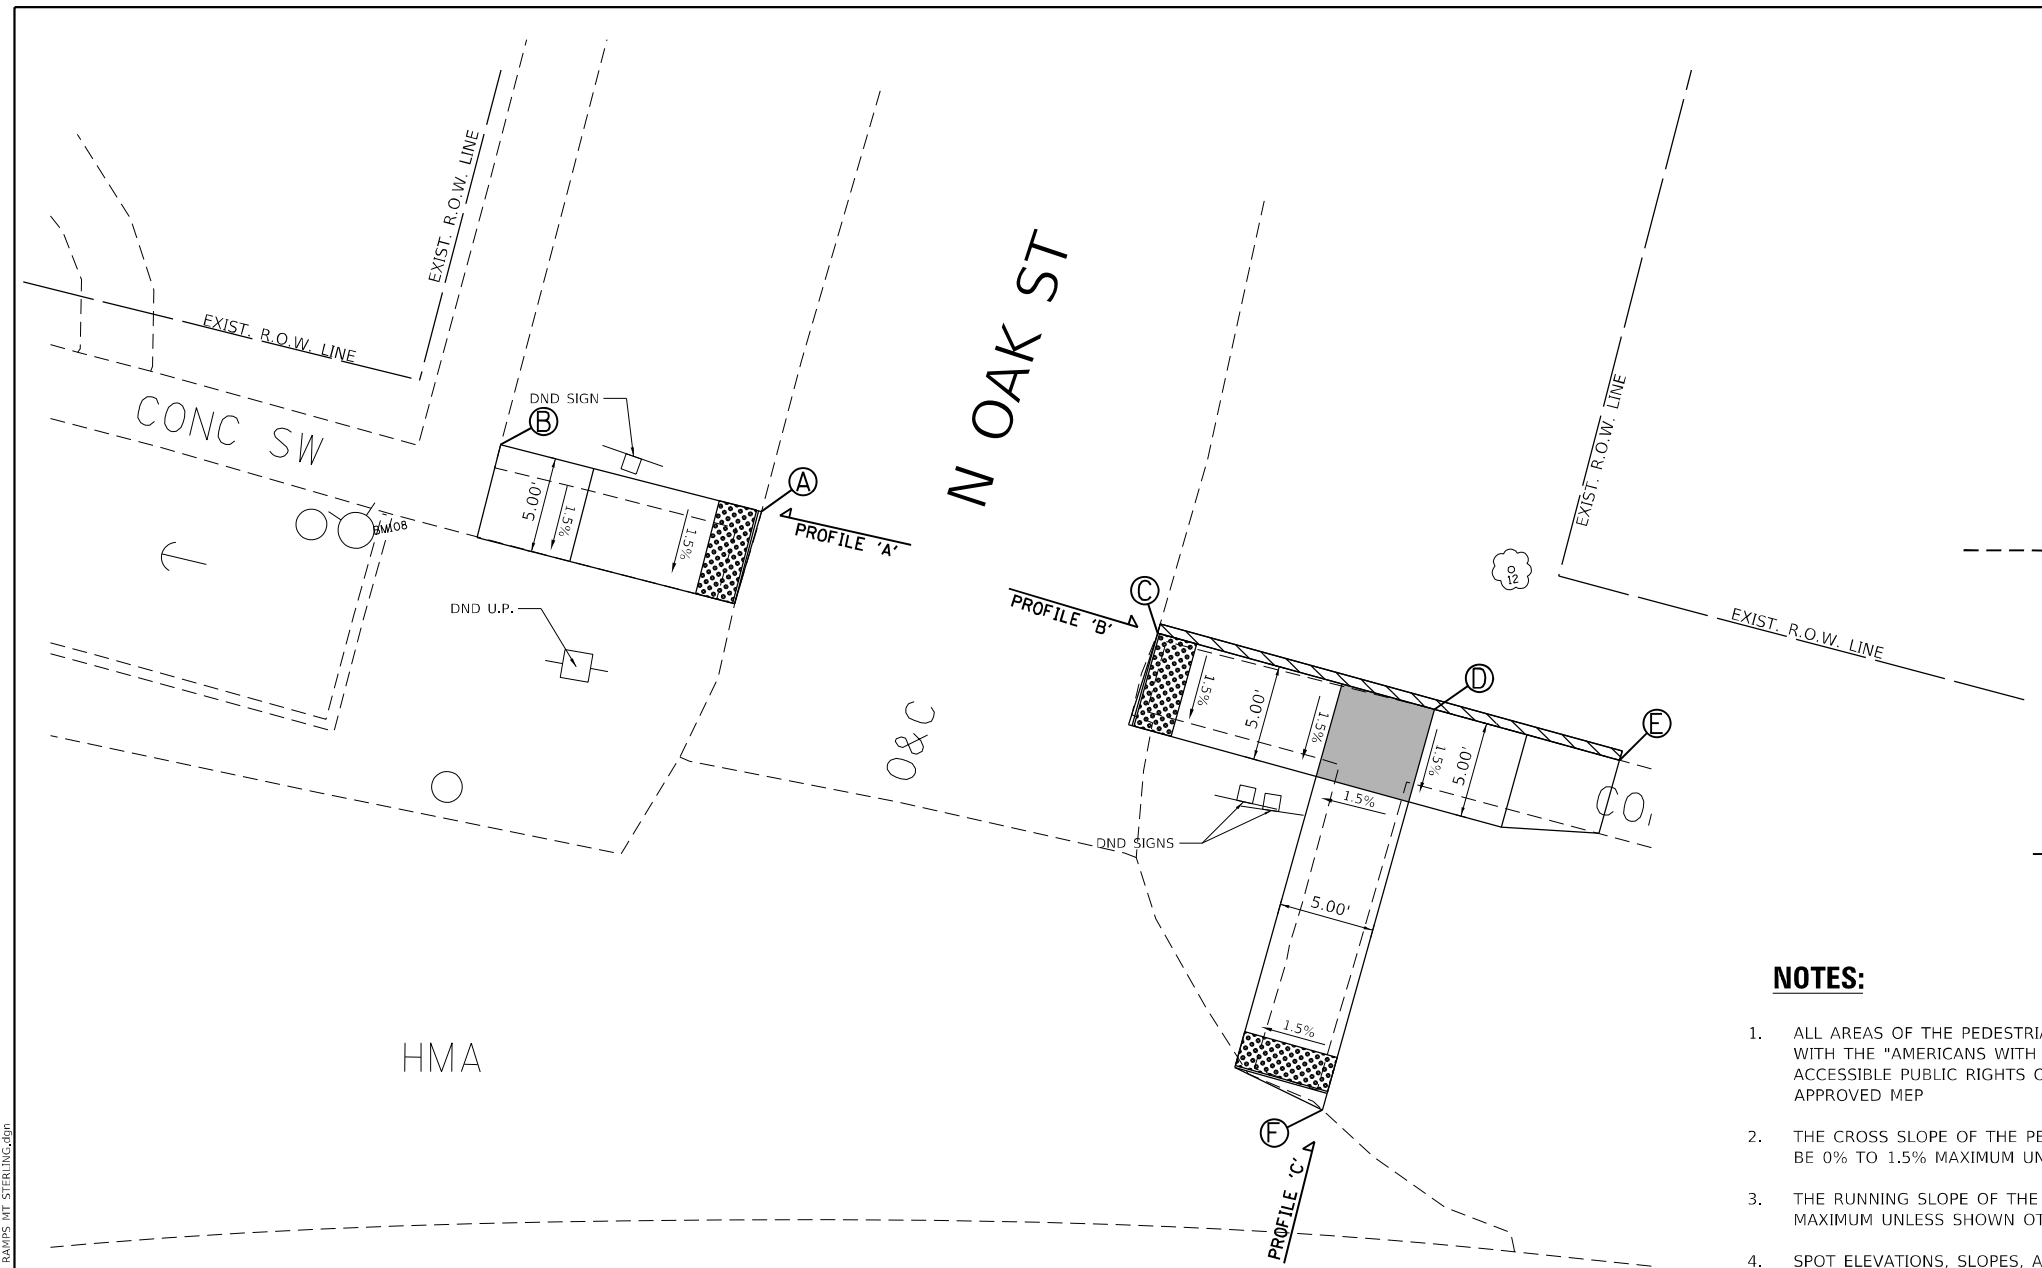 EXIST. R.O.W. LINE
EXIST. R.O.W. LINE
CONC SW
DND SIGN
B
A
5.00'
1.5%
1.5%
BM108
PROFILE 'A'
N OAK ST
DND U.P.
PROFILE 'B'
C
O
12
EXIST. R.O.W. LINE
EXIST. R.O.W. LINE
D
E
1.5%
5.00'
1.5%
1.5%
5.00'
O&C
CO
DND SIGNS
1.5%
5.00'
1.5%
HMA
F
PROFILE 'C'
NOTES:
1. ALL AREAS OF THE PEDESTRIA
WITH THE "AMERICANS WITH
ACCESSIBLE PUBLIC RIGHTS O
APPROVED MEP
2. THE CROSS SLOPE OF THE PE
BE 0% TO 1.5% MAXIMUM UN
3. THE RUNNING SLOPE OF THE
MAXIMUM UNLESS SHOWN OT
4. SPOT ELEVATIONS, SLOPES, A
RAMPS MT STERLING.dgn